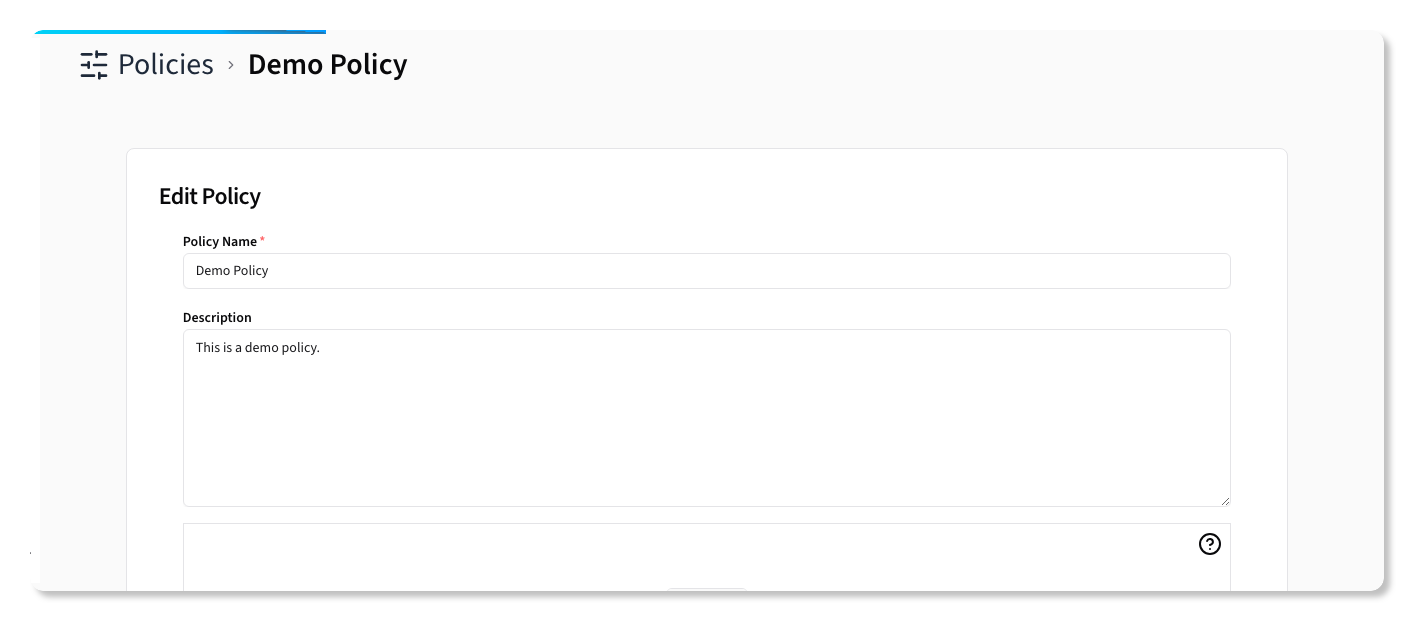 Policies › Demo Policy
Edit Policy
Policy Name *
Demo Policy
Description
This is a demo policy.